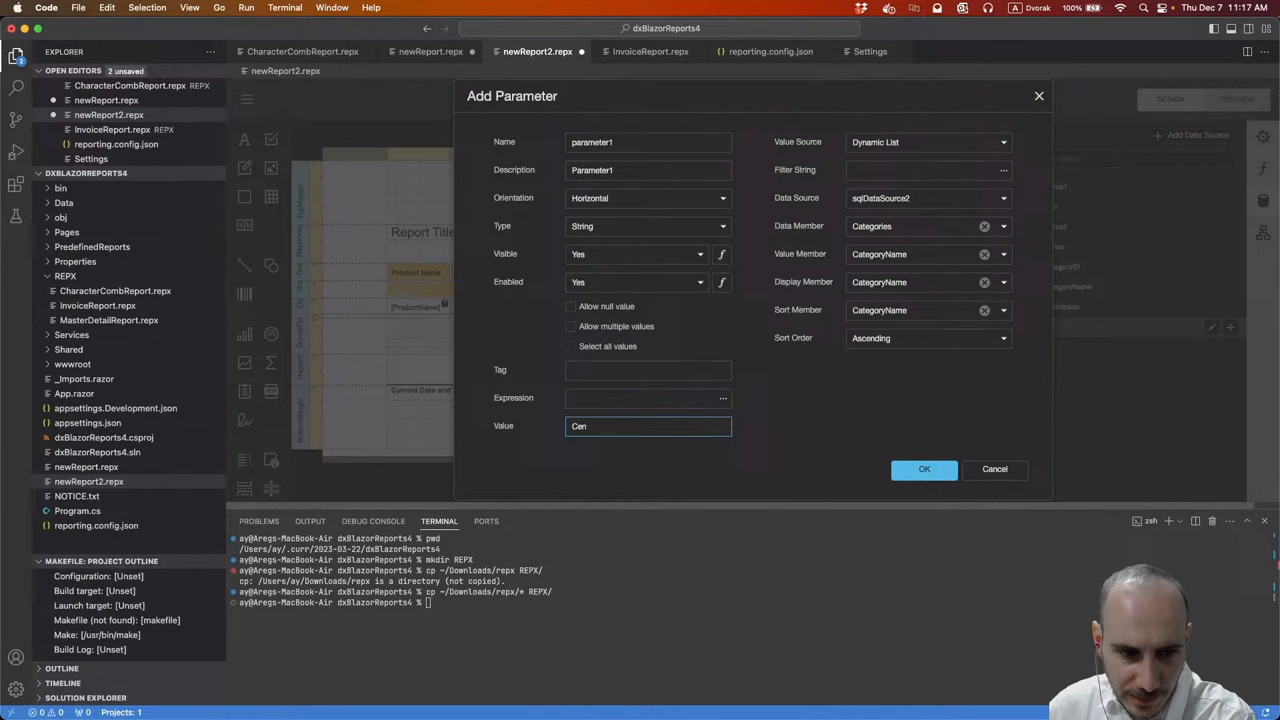 Code File Edit Selection View Go Run Terminal Window Help Dvorak 100% Thu Dec 7 11:17 AM
dxBlazorReports4
EXPLORER
CharacterCombReport.repx newReport.repx newReport2.repx InvoiceReport.repx reporting.config.json Settings
OPEN EDITORS 2 unsaved
newReport2.repx
CharacterCombReport.repx REPX
newReport.repx
newReport2.repx
InvoiceReport.repx REPX
reporting.config.json
Settings
DXBLAZORREPORTS4
bin
Data
obj
Pages
PredefinedReports
Properties
REPX
CharacterCombReport.repx
InvoiceReport.repx
MasterDetailReport.repx
Services
Shared
wwwroot
_Imports.razor
App.razor
appsettings.Development.json
appsettings.json
dxBlazorReports4.csproj
dxBlazorReports4.sln
newReport.repx
newReport2.repx
NOTICE.txt
Program.cs
reporting.config.json
MAKEFILE: PROJECT OUTLINE
Configuration: [Unset]
Build target: [Unset]
Launch target: [Unset]
Makefile (not found): [makefile]
Make: [/usr/bin/make]
Build Log: [Unset]
OUTLINE
TIMELINE
SOLUTION EXPLORER
DESIGN PREVIEW
Add Data Source
TopMargin
Report Title
Product Name
[ProductName]
Current Date and
BottomMargin
Add Parameter
Name parameter1
Description Parameter1
Orientation Horizontal
Type String
Visible Yes
Enabled Yes
Allow null value
Allow multiple values
Select all values
Tag
Expression
Value Cen
Value Source Dynamic List
Filter String
Data Source sqlDataSource2
Data Member Categories
Value Member CategoryName
Display Member CategoryName
Sort Member CategoryName
Sort Order Ascending
OK Cancel
PROBLEMS OUTPUT DEBUG CONSOLE TERMINAL PORTS
zsh
ay@Aregs-MacBook-Air dxBlazorReports4 % pwd
/Users/ay/.curr/2023-03-22/dxBlazorReports4
ay@Aregs-MacBook-Air dxBlazorReports4 % mkdir REPX
ay@Aregs-MacBook-Air dxBlazorReports4 % cp ~/Downloads/repx REPX/
cp: /Users/ay/Downloads/repx is a directory (not copied).
ay@Aregs-MacBook-Air dxBlazorReports4 % cp ~/Downloads/repx/* REPX/
ay@Aregs-MacBook-Air dxBlazorReports4 %
0 0 0 Projects: 1